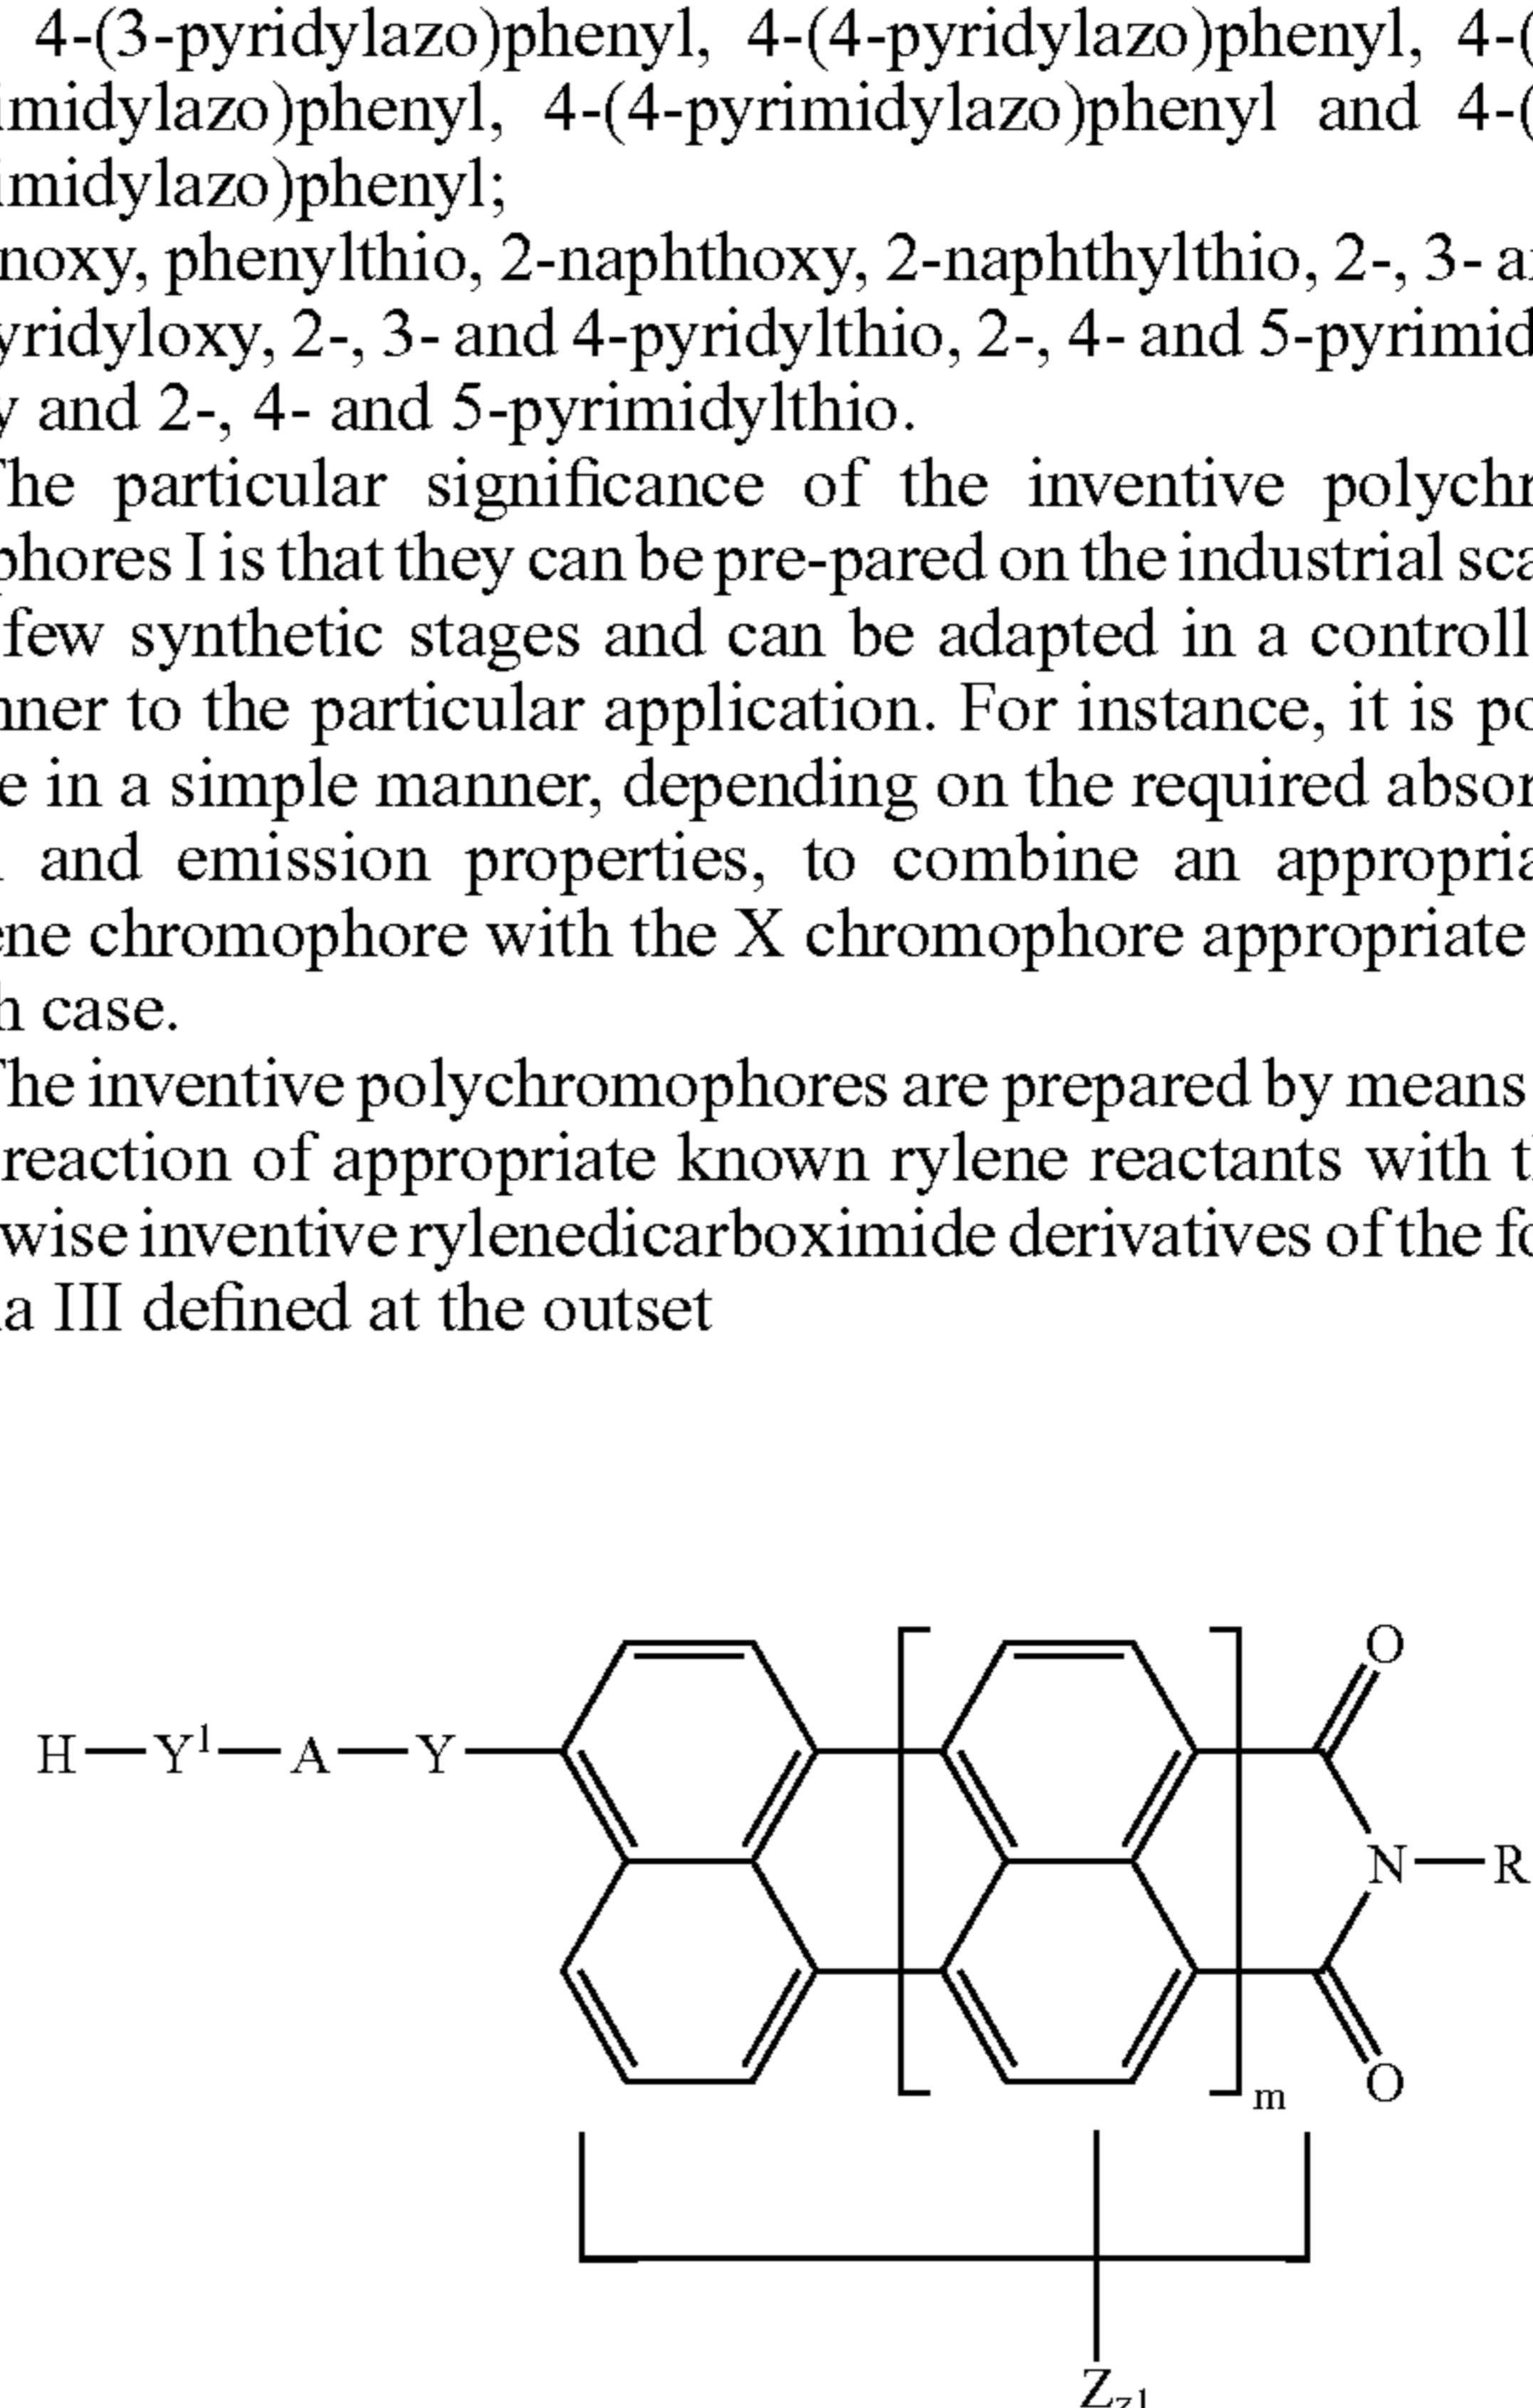 4-(3-pyridylazo)phenyl, 4-(4-pyridylazo)phenyl, 4-(
imidylazo)phenyl, 4-(4-pyrimidylazo)phenyl and 4-(
imidylazo)phenyl;
noxy, phenylthio, 2-naphthoxy, 2-naphthylthio, 2-, 3- a
yridyloxy, 2-, 3- and 4-pyridylthio, 2-, 4- and 5-pyrimid
y and 2-, 4- and 5-pyrimidylthio.
The particular significance of the inventive polychr
phores I is that they can be pre-pared on the industrial sca
few synthetic stages and can be adapted in a controll
nner to the particular application. For instance, it is po
e in a simple manner, depending on the required absor
and emission properties, to combine an appropria
ene chromophore with the X chromophore appropriate
h case.
The inventive polychromophores are prepared by means
reaction of appropriate known rylene reactants with t
wise inventive rylenedicarboximide derivatives of the fo
la III defined at the outset
O
H—Y¹—A—Y
N—R
O
m
Zz1